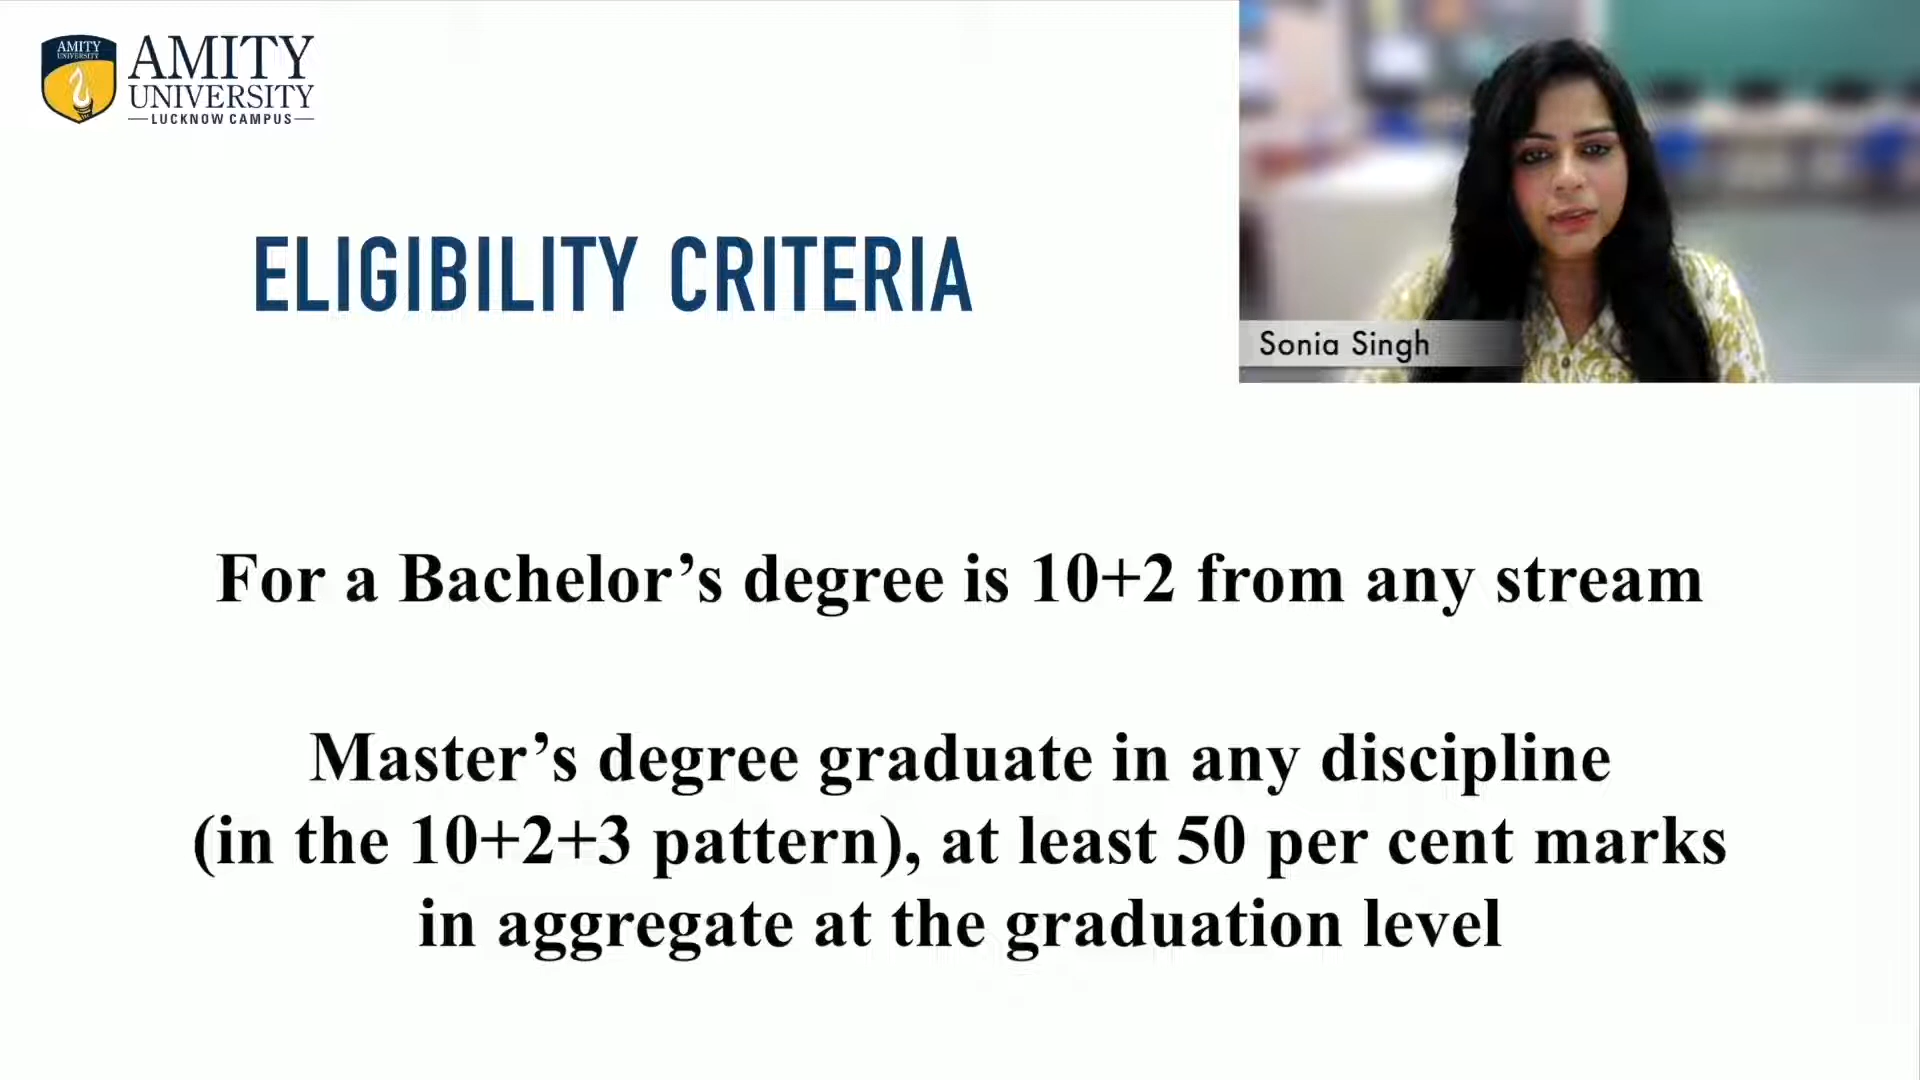 AMITY
UNIVERSITY
AMITY
UNIVERSITY
LUCKNOW CAMPUS
ELIGIBILITY CRITERIA
Sonia Singh
For a Bachelor’s degree is 10+2 from any stream
Master’s degree graduate in any discipline
(in the 10+2+3 pattern), at least 50 per cent marks
in aggregate at the graduation level